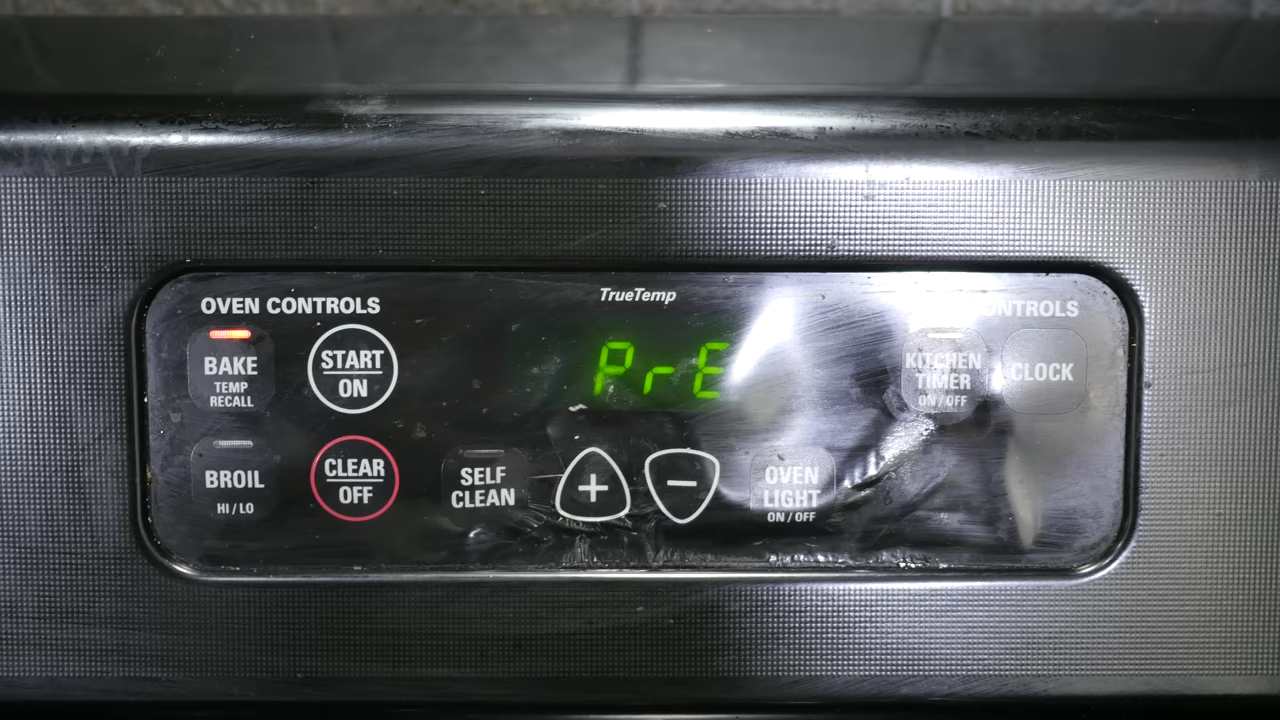 OVEN CONTROLS
TrueTemp
ONTROLS
BAKE
TEMP
RECALL
START
ON
PrE
KITCHEN
TIMER
ON/OFF
CLOCK
BROIL
HI/LO
CLEAR
OFF
SELF
CLEAN
+
−
OVEN
LIGHT
ON/OFF